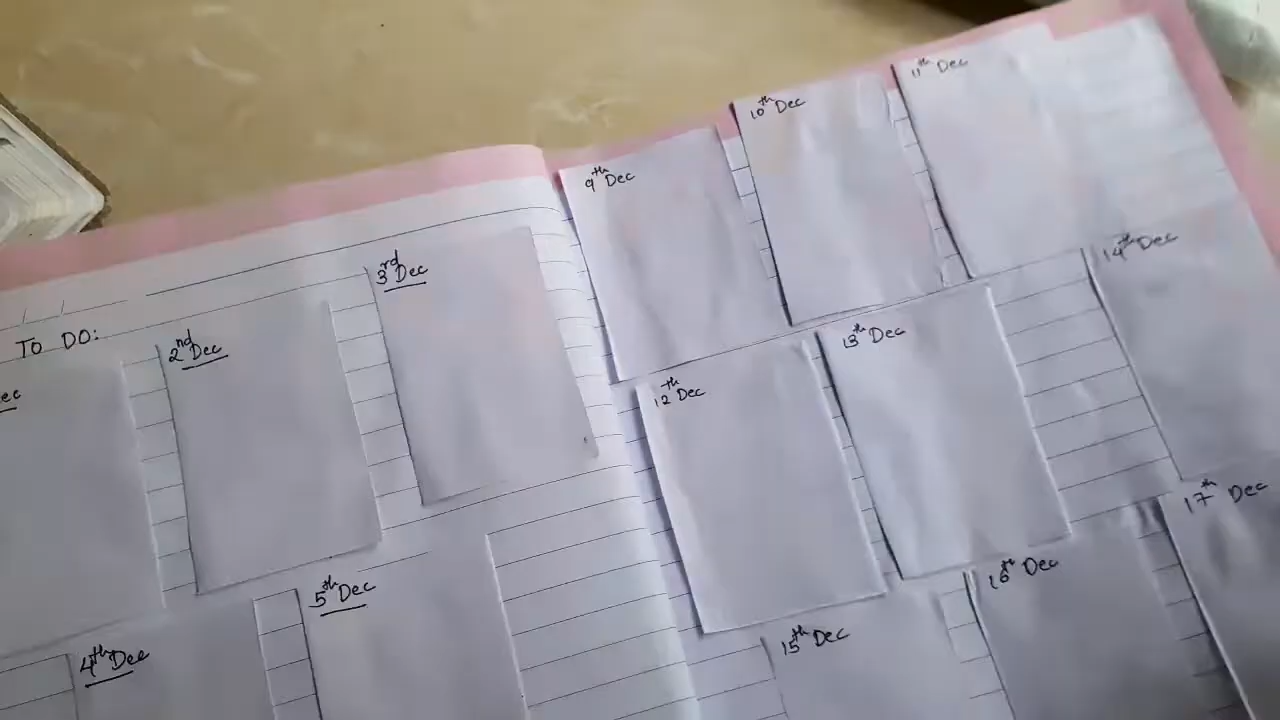 TO DO:
ec
2nd Dec
3rd Dec
4th Dec
5th Dec
9th Dec
10th Dec
11th Dec
12th Dec
13th Dec
14th Dec
15th Dec
16th Dec
17th Dec